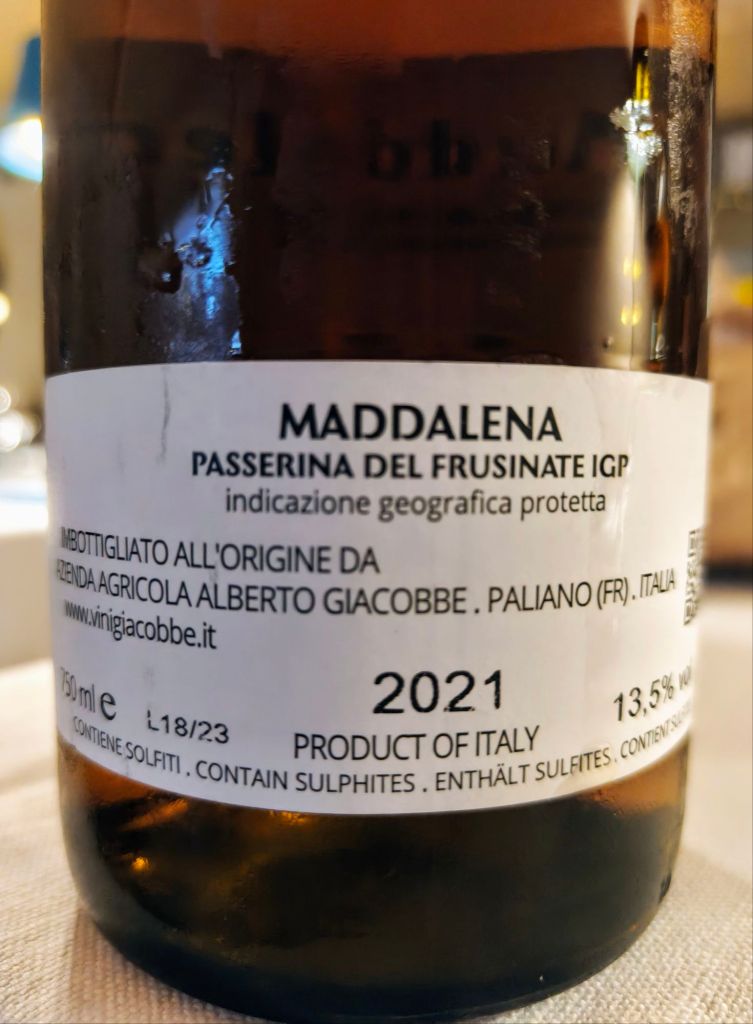 MADDALENA
PASSERINA DEL FRUSINATE IGP
indicazione geografica protetta
IMBOTTIGLIATO ALL'ORIGINE DA
AZIENDA AGRICOLA ALBERTO GIACOBBE . PALIANO (FR) . ITALIA
www.vinigiacobbe.it
750 ml e
L18/23
2021
13,5% vol
PRODUCT OF ITALY
CONTIENE SOLFITI . CONTAIN SULPHITES . ENTHÄLT SULFITES . CONTIENT